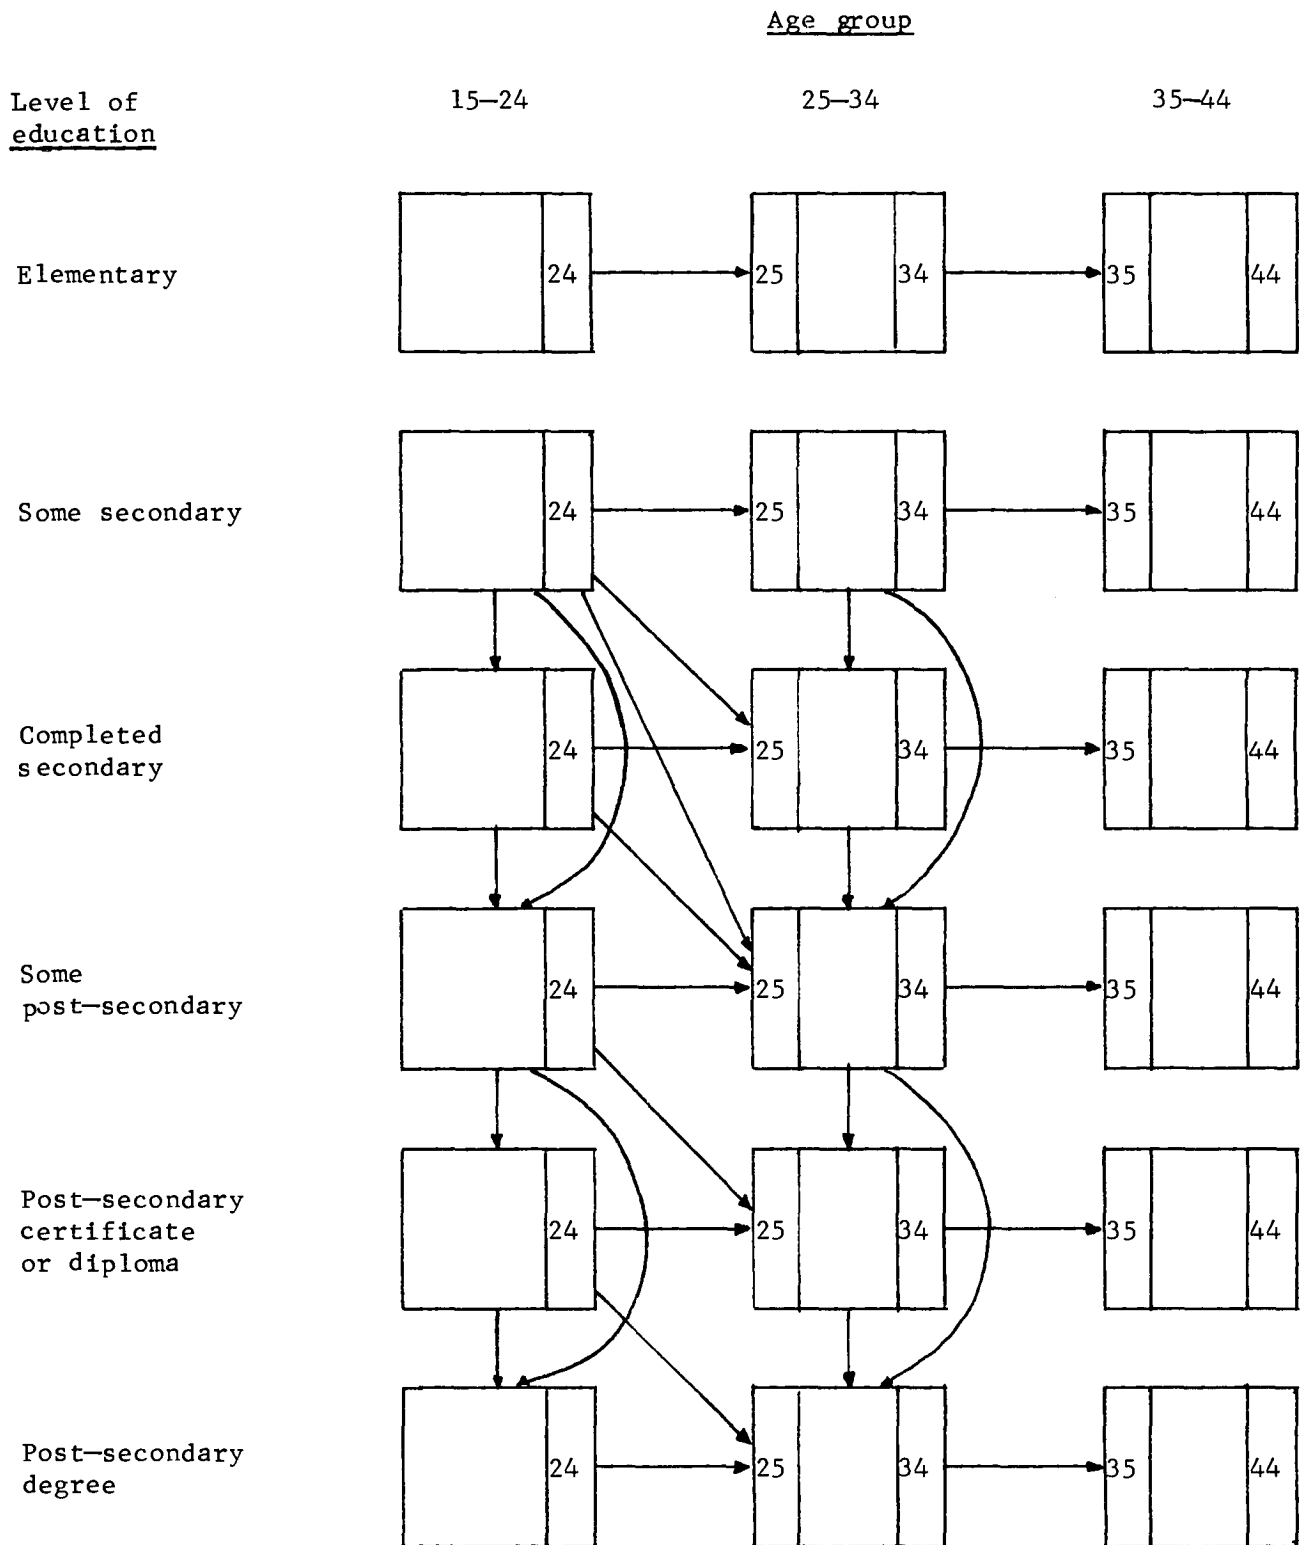 Age group
Level of
education
15—24 25—34 35—44
Elementary
24 25 34 35 44
Some secondary
24 25 34 35 44
Completed
secondary
24 25 34 35 44
Some
post—secondary
24 25 34 35 44
Post—secondary
certificate
or diploma
24 25 34 35 44
Post—secondary
degree
24 25 34 35 44